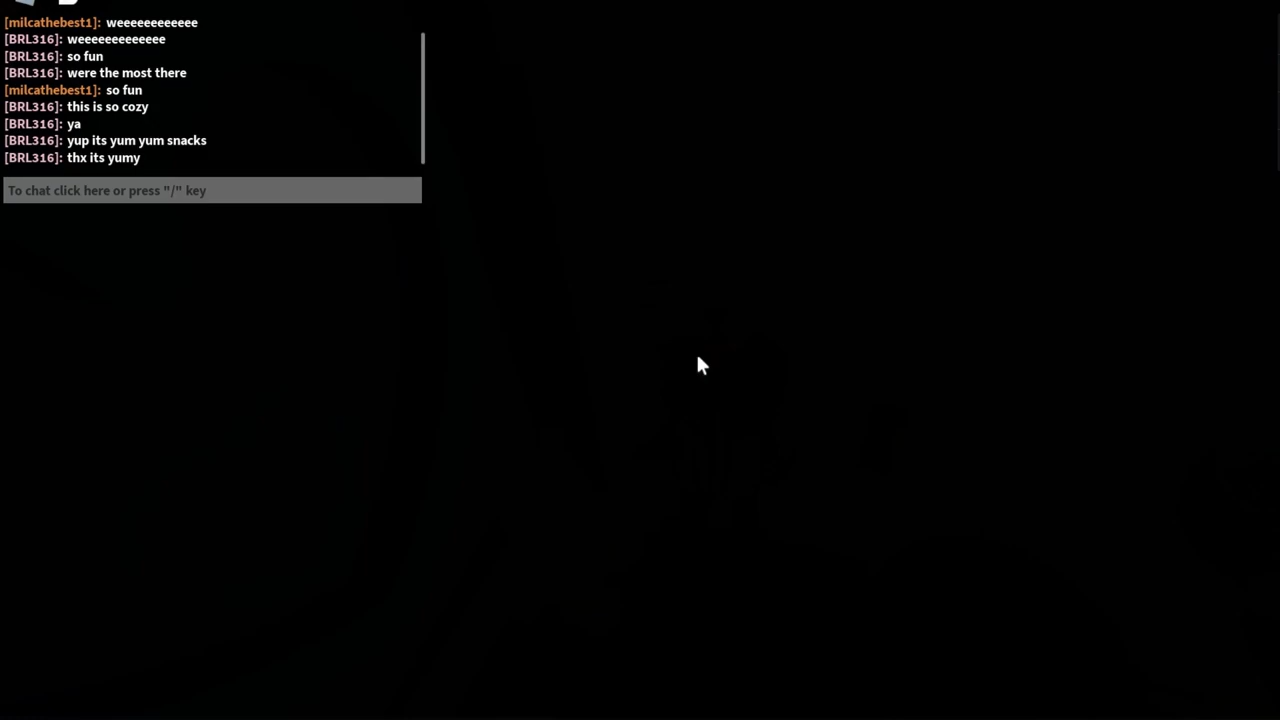 [milcathebest1]: weeeeeeeeeeee
[BRL316]: weeeeeeeeeeeee
[BRL316]: so fun
[BRL316]: were the most there
[milcathebest1]: so fun
[BRL316]: this is so cozy
[BRL316]: ya
[BRL316]: yup its yum yum snacks
[BRL316]: thx its yumy
To chat click here or press "/" key